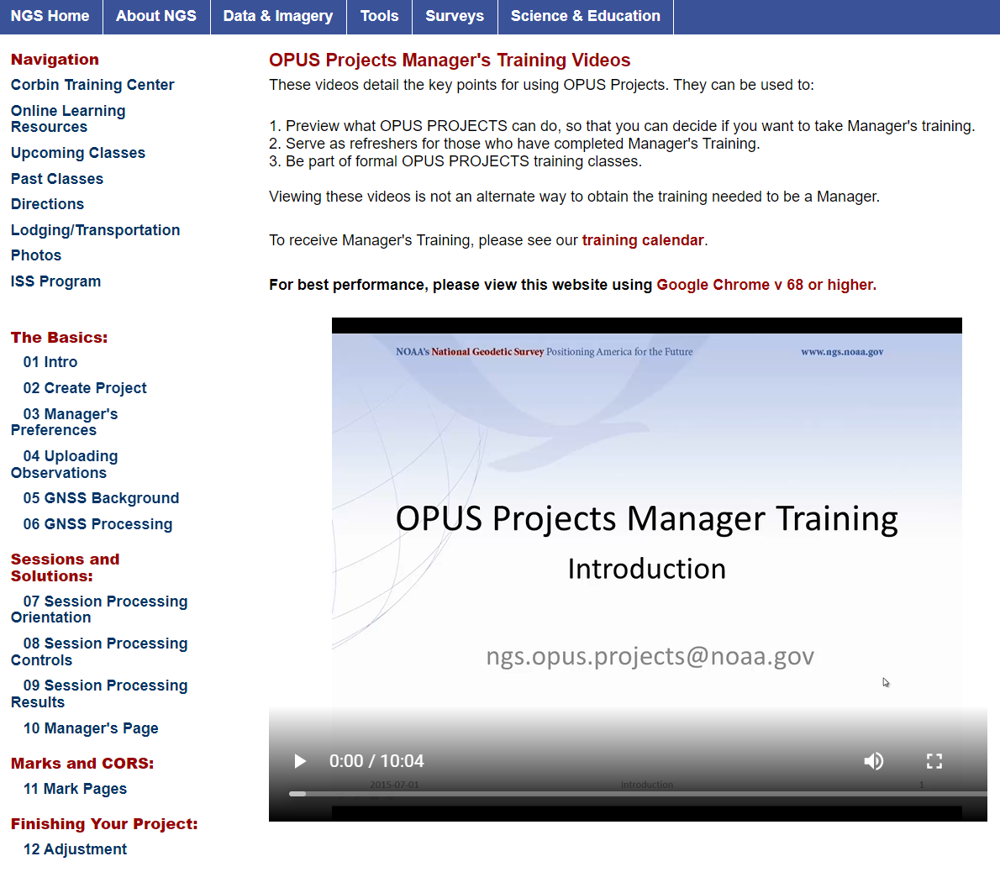 NGS Home About NGS Data & Imagery Tools Surveys Science & Education
Navigation
Corbin Training Center
Online Learning
Resources
Upcoming Classes
Past Classes
Directions
Lodging/Transportation
Photos
ISS Program
The Basics:
01 Intro
02 Create Project
03 Manager's
Preferences
04 Uploading
Observations
05 GNSS Background
06 GNSS Processing
Sessions and
Solutions:
07 Session Processing
Orientation
08 Session Processing
Controls
09 Session Processing
Results
10 Manager's Page
Marks and CORS:
11 Mark Pages
Finishing Your Project:
12 Adjustment
OPUS Projects Manager's Training Videos
These videos detail the key points for using OPUS Projects. They can be used to:
1. Preview what OPUS PROJECTS can do, so that you can decide if you want to take Manager's training.
2. Serve as refreshers for those who have completed Manager's Training.
3. Be part of formal OPUS PROJECTS training classes.
Viewing these videos is not an alternate way to obtain the training needed to be a Manager.
To receive Manager's Training, please see our training calendar.
For best performance, please view this website using Google Chrome v 68 or higher.
NOAA's National Geodetic Survey Positioning America for the Future www.ngs.noaa.gov
OPUS Projects Manager Training
Introduction
ngs.opus.projects@noaa.gov
0:00 / 10:04
2015-07-01 Introduction 1